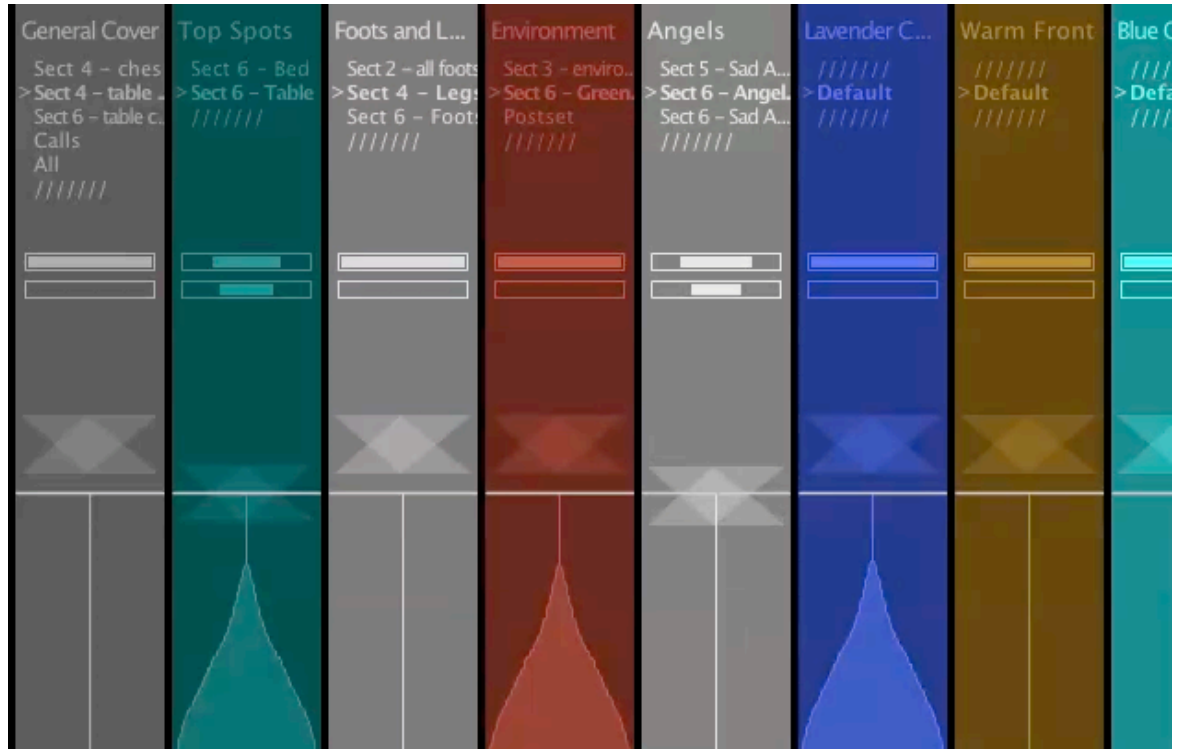 General Cover
Sect 4 – ches
>Sect 4 – table .
Sect 6 – table c.
Calls
All
///////
Top Spots
Sect 6 – Bed
>Sect 6 – Table
///////
Foots and L...
Sect 2 – all foots
>Sect 4 – Legs
Sect 6 – Foots
///////
Environment
Sect 3 – enviro..
>Sect 6 – Green.
Postset
///////
Angels
Sect 5 – Sad A...
>Sect 6 – Angel.
Sect 6 – Sad A...
///////
Lavender C...
///////
>Default
///////
Warm Front
///////
>Default
///////
Blue C
////
>Defa
////